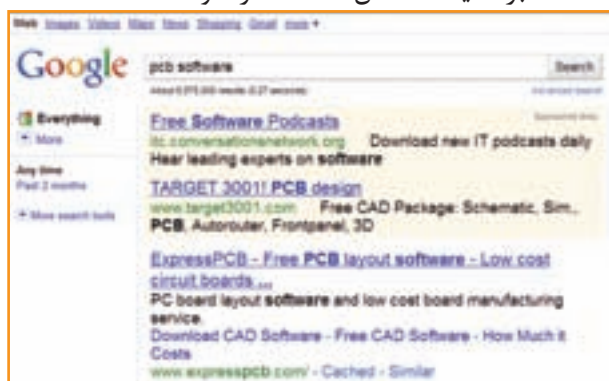 Web Images Videos Maps News Shopping Gmail more
Google
pcb software
Search
Everything
More
Any time
Past 2 months
More search tools
Free Software Podcasts
itc.conversationsnetwork.org Download new IT podcasts daily
Hear leading experts on software
TARGET 3001! PCB design
www.target3001.com Free CAD Package: Schematic, Sim.,
PCB, Autorouter, Frontpanel, 3D
ExpressPCB - Free PCB layout software - Low cost
circuit boards ...
PC board layout software and low cost board manufacturing
service.
Download CAD Software - Free CAD Software - How Much it
Costs
www.expresspcb.com/ - Cached - Similar